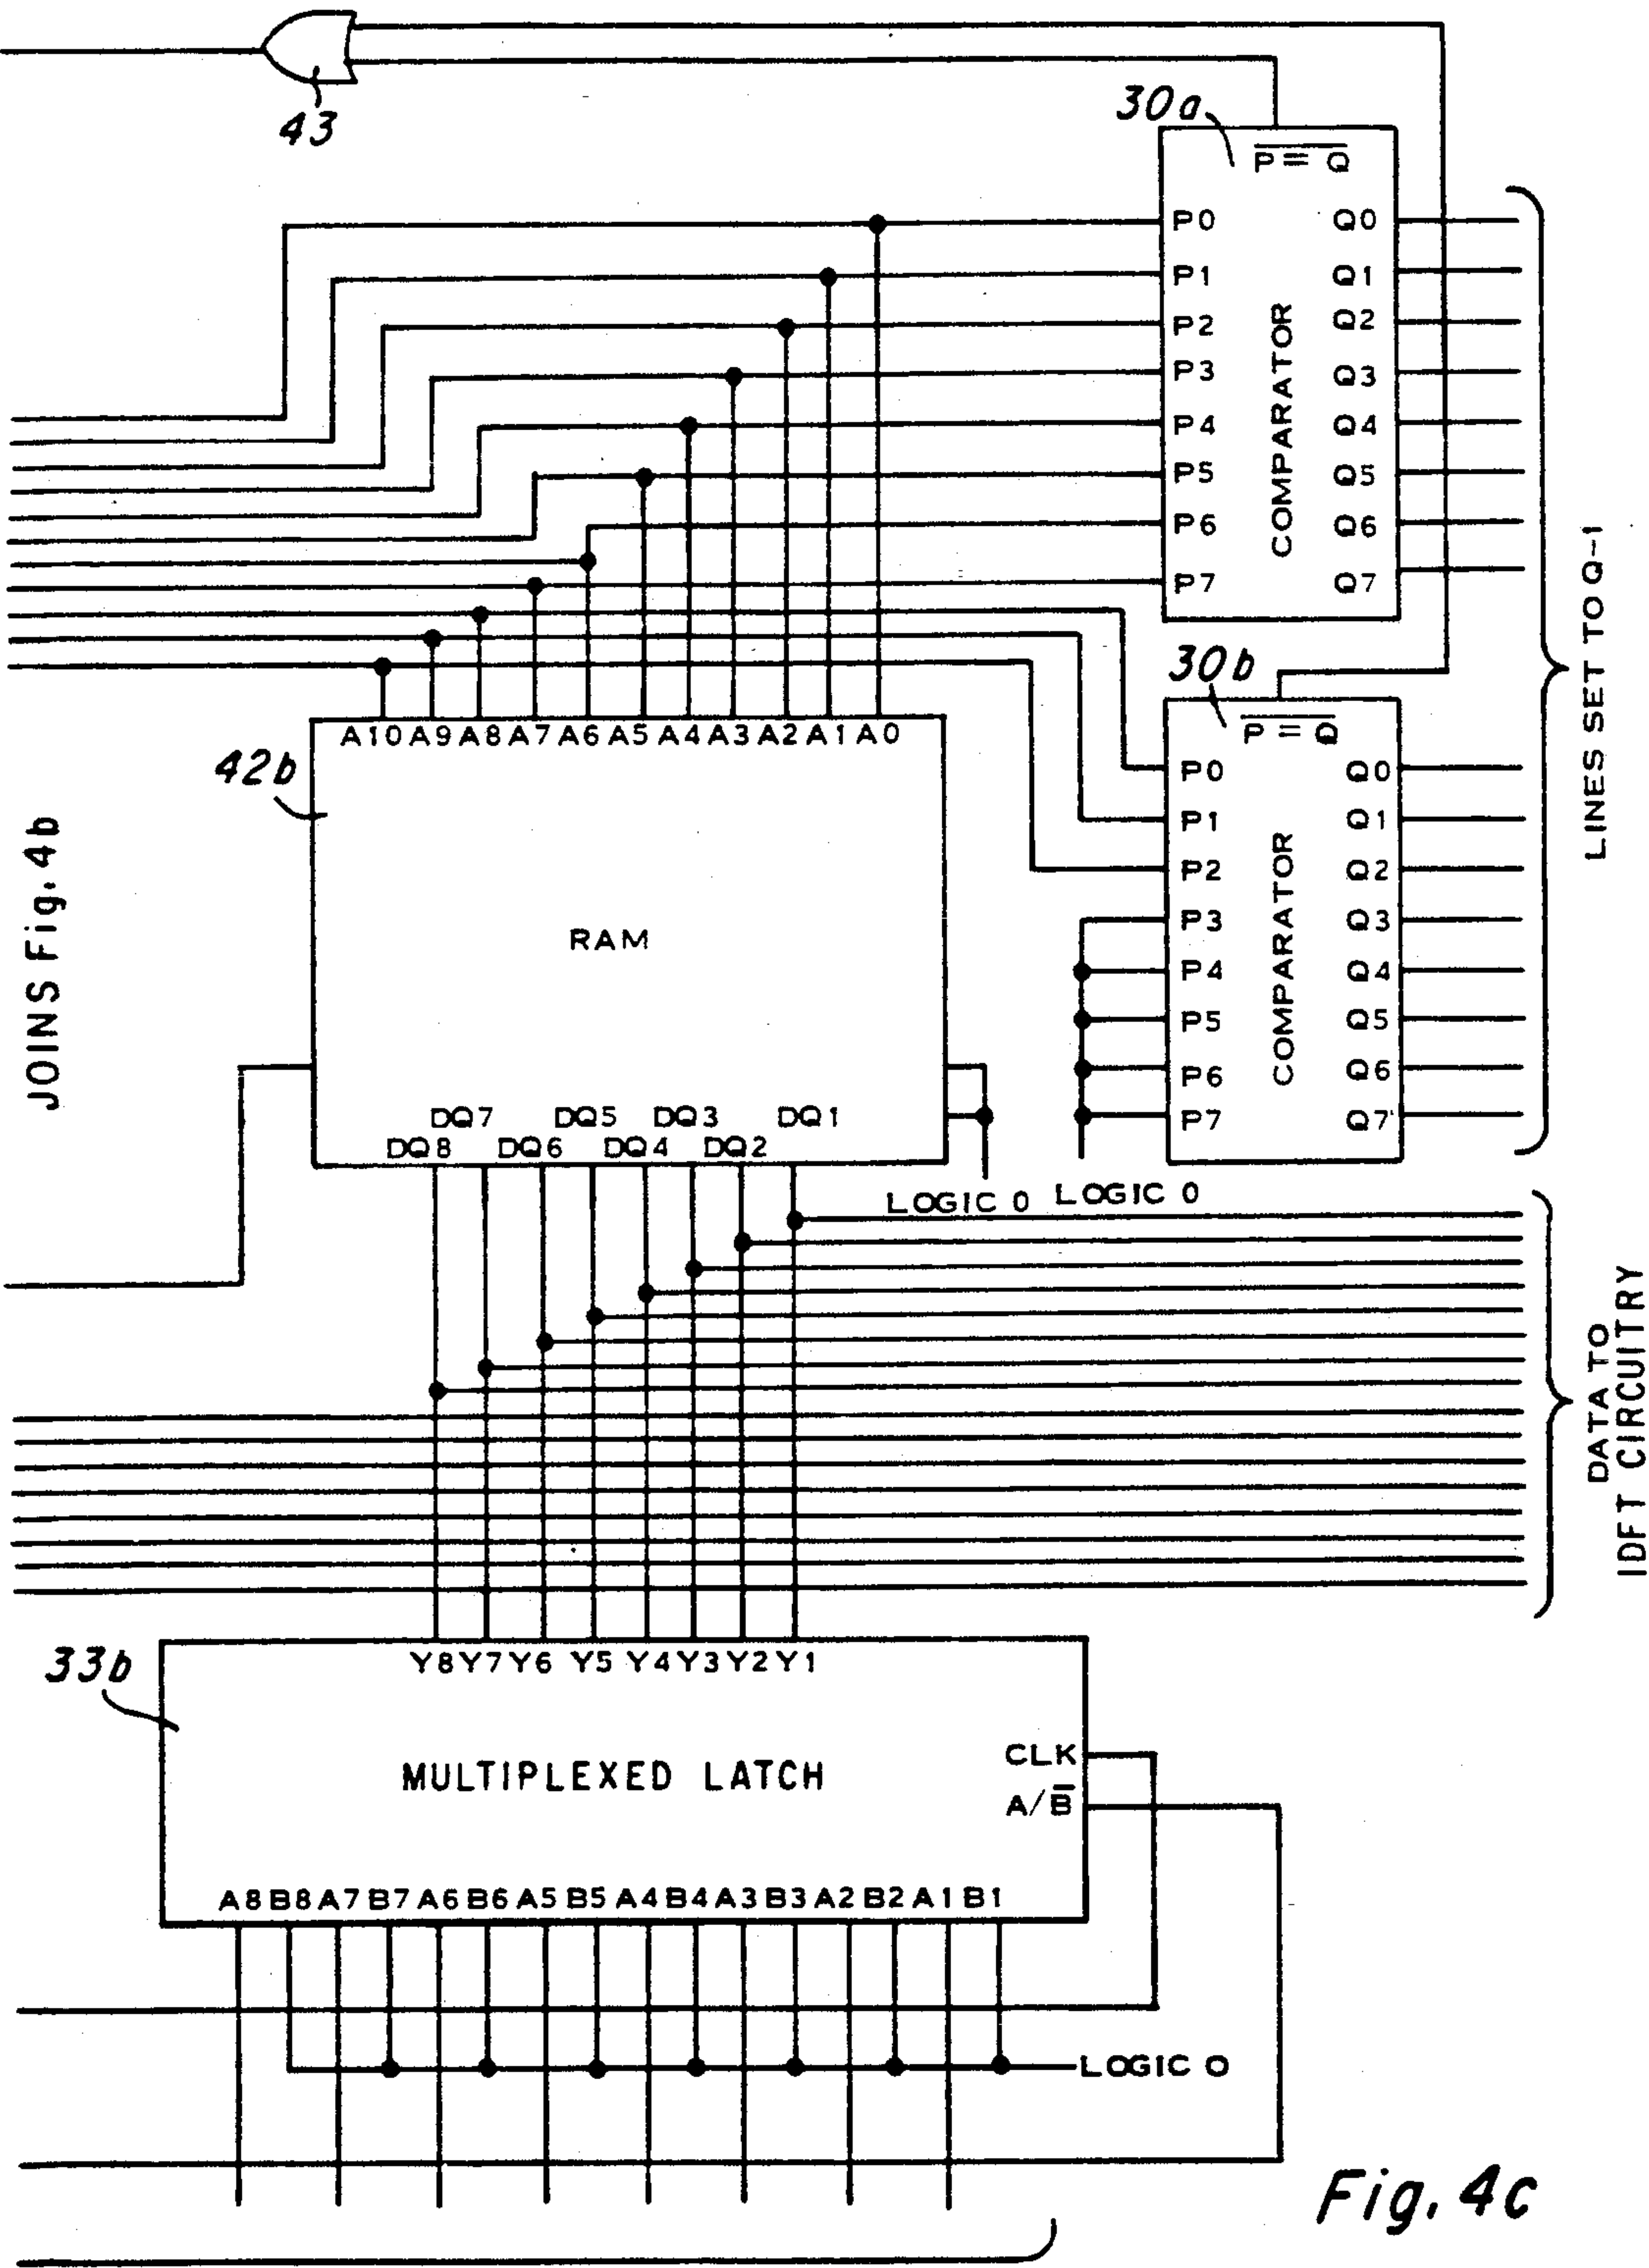 43
30a
P = Q
P0 Q0
P1 Q1
P2 Q2
P3 Q3
P4 Q4
P5 Q5
P6 Q6
P7 Q7
COMPARATOR
LINES SET TO Q-1
30b
P = Q
P0 Q0
P1 Q1
P2 Q2
P3 Q3
P4 Q4
P5 Q5
P6 Q6
P7 Q7
COMPARATOR
JOINS Fig. 4b
42b
A10 A9 A8 A7 A6 A5 A4 A3 A2 A1 A0
RAM
DQ7 DQ5 DQ3 DQ1
DQ8 DQ6 DQ4 DQ2
LOGIC 0 LOGIC 0
DATA TO
IDFT CIRCUITRY
33b
Y8 Y7 Y6 Y5 Y4 Y3 Y2 Y1
MULTIPLEXED LATCH
CLK
A/B̅
A8 B8 A7 B7 A6 B6 A5 B5 A4 B4 A3 B3 A2 B2 A1 B1
LOGIC 0
Fig. 4c